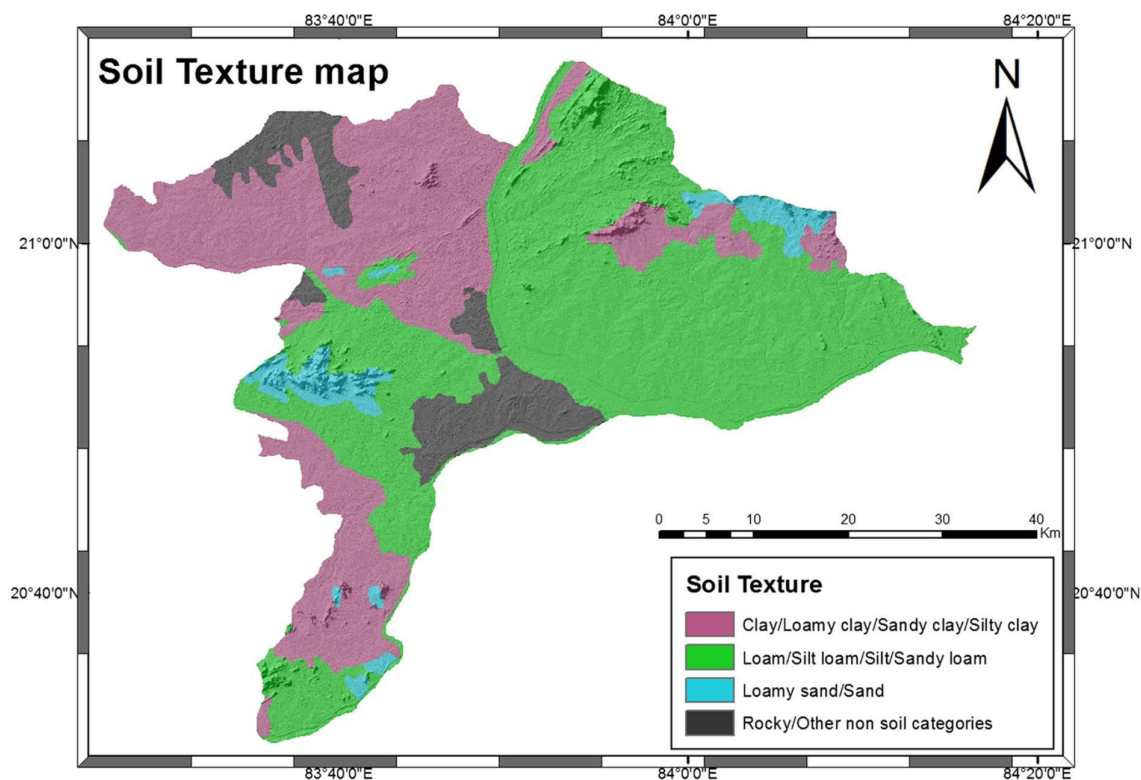 83°40'0"E 84°0'0"E 84°20'0"E
Soil Texture map
N
21°0'0"N 21°0'0"N
0 5 10 20 30 40
Km
20°40'0"N 20°40'0"N
Soil Texture
Clay/Loamy clay/Sandy clay/Silty clay
Loam/Silt loam/Silt/Sandy loam
Loamy sand/Sand
Rocky/Other non soil categories
83°40'0"E 84°0'0"E 84°20'0"E